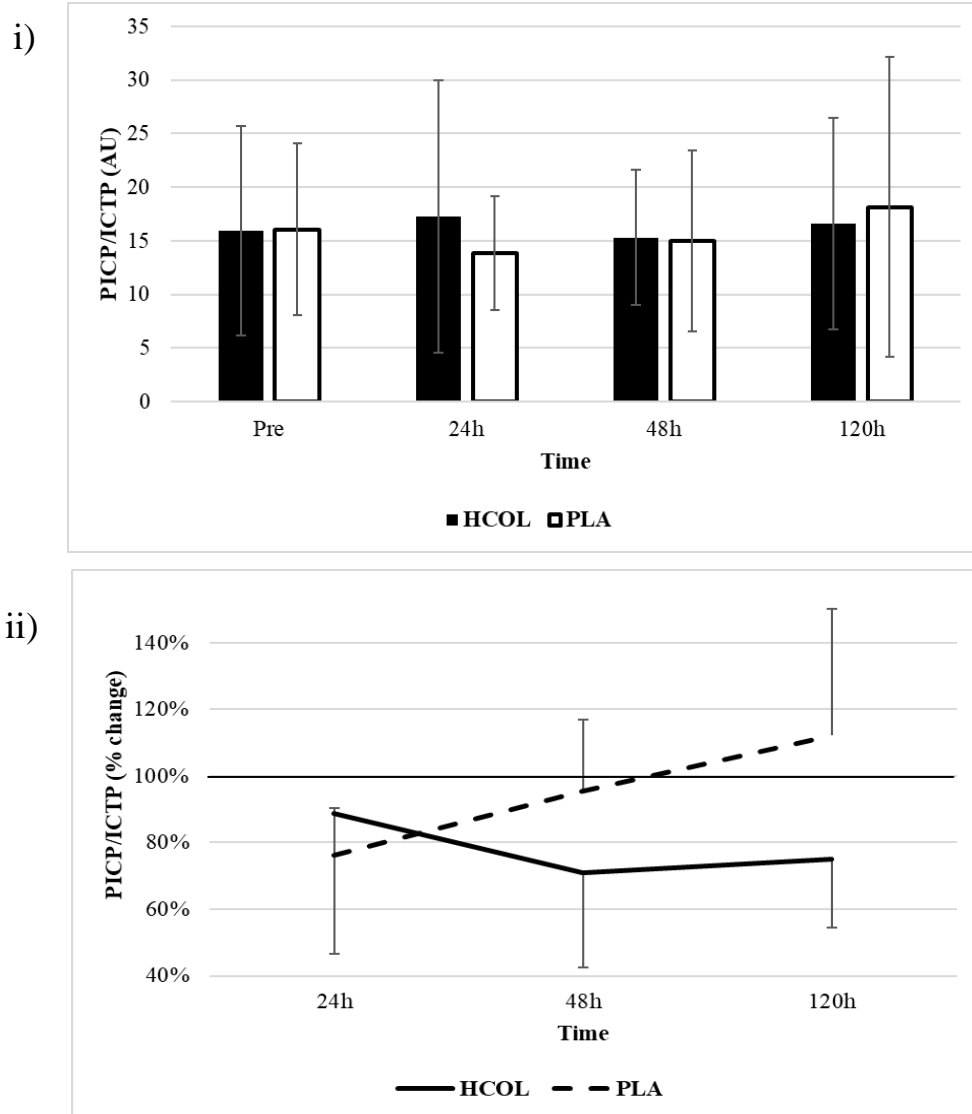 i)
PICP/ICTP (AU)
35
30
25
20
15
10
5
0
Pre 24h 48h 120h
Time
HCOL PLA
ii)
PICP/ICTP (% change)
140%
120%
100%
80%
60%
40%
24h 48h 120h
Time
HCOL PLA